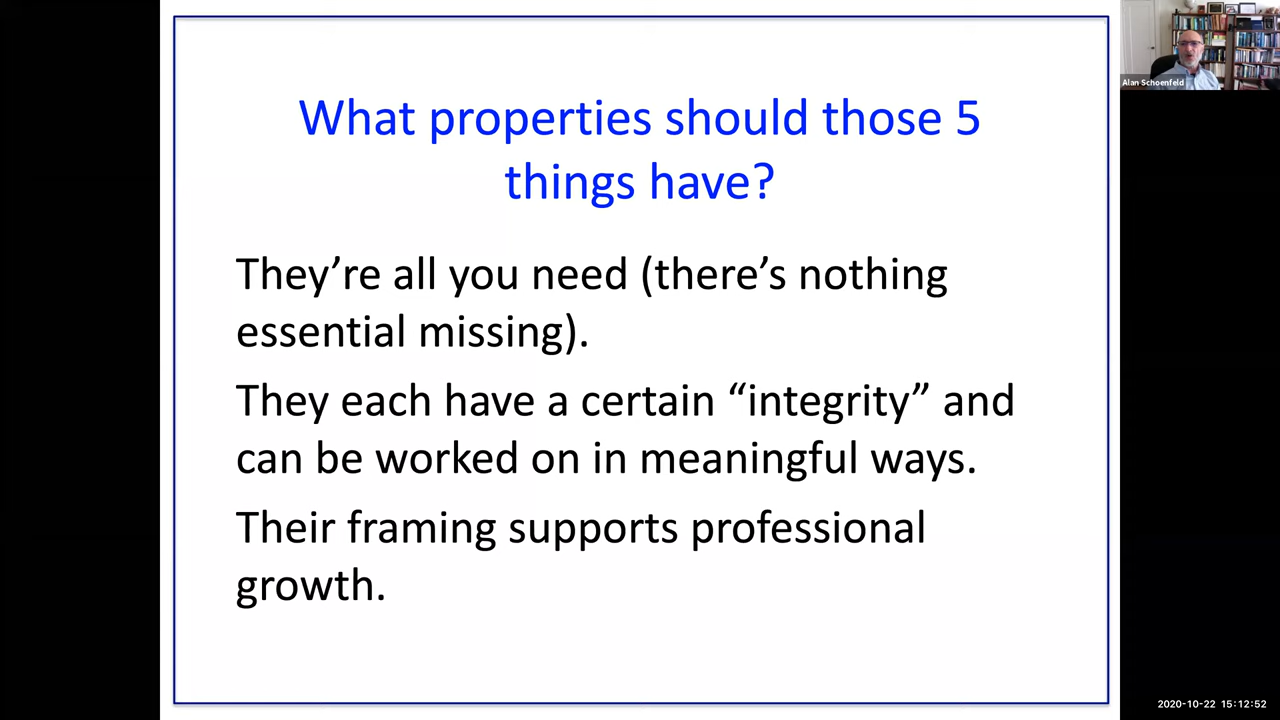 What properties should those 5
things have?
They’re all you need (there’s nothing
essential missing).
They each have a certain “integrity” and
can be worked on in meaningful ways.
Their framing supports professional
growth.
Alan Schoenfeld
2020-10-22 15:12:52